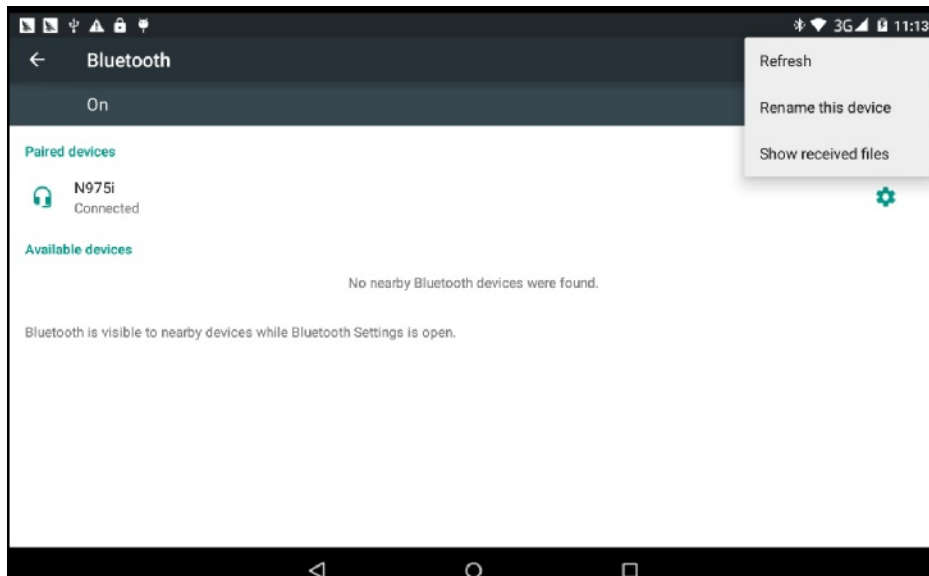 3G 11:13
Bluetooth
On
Refresh
Rename this device
Show received files
Paired devices
N975i
Connected
Available devices
No nearby Bluetooth devices were found.
Bluetooth is visible to nearby devices while Bluetooth Settings is open.